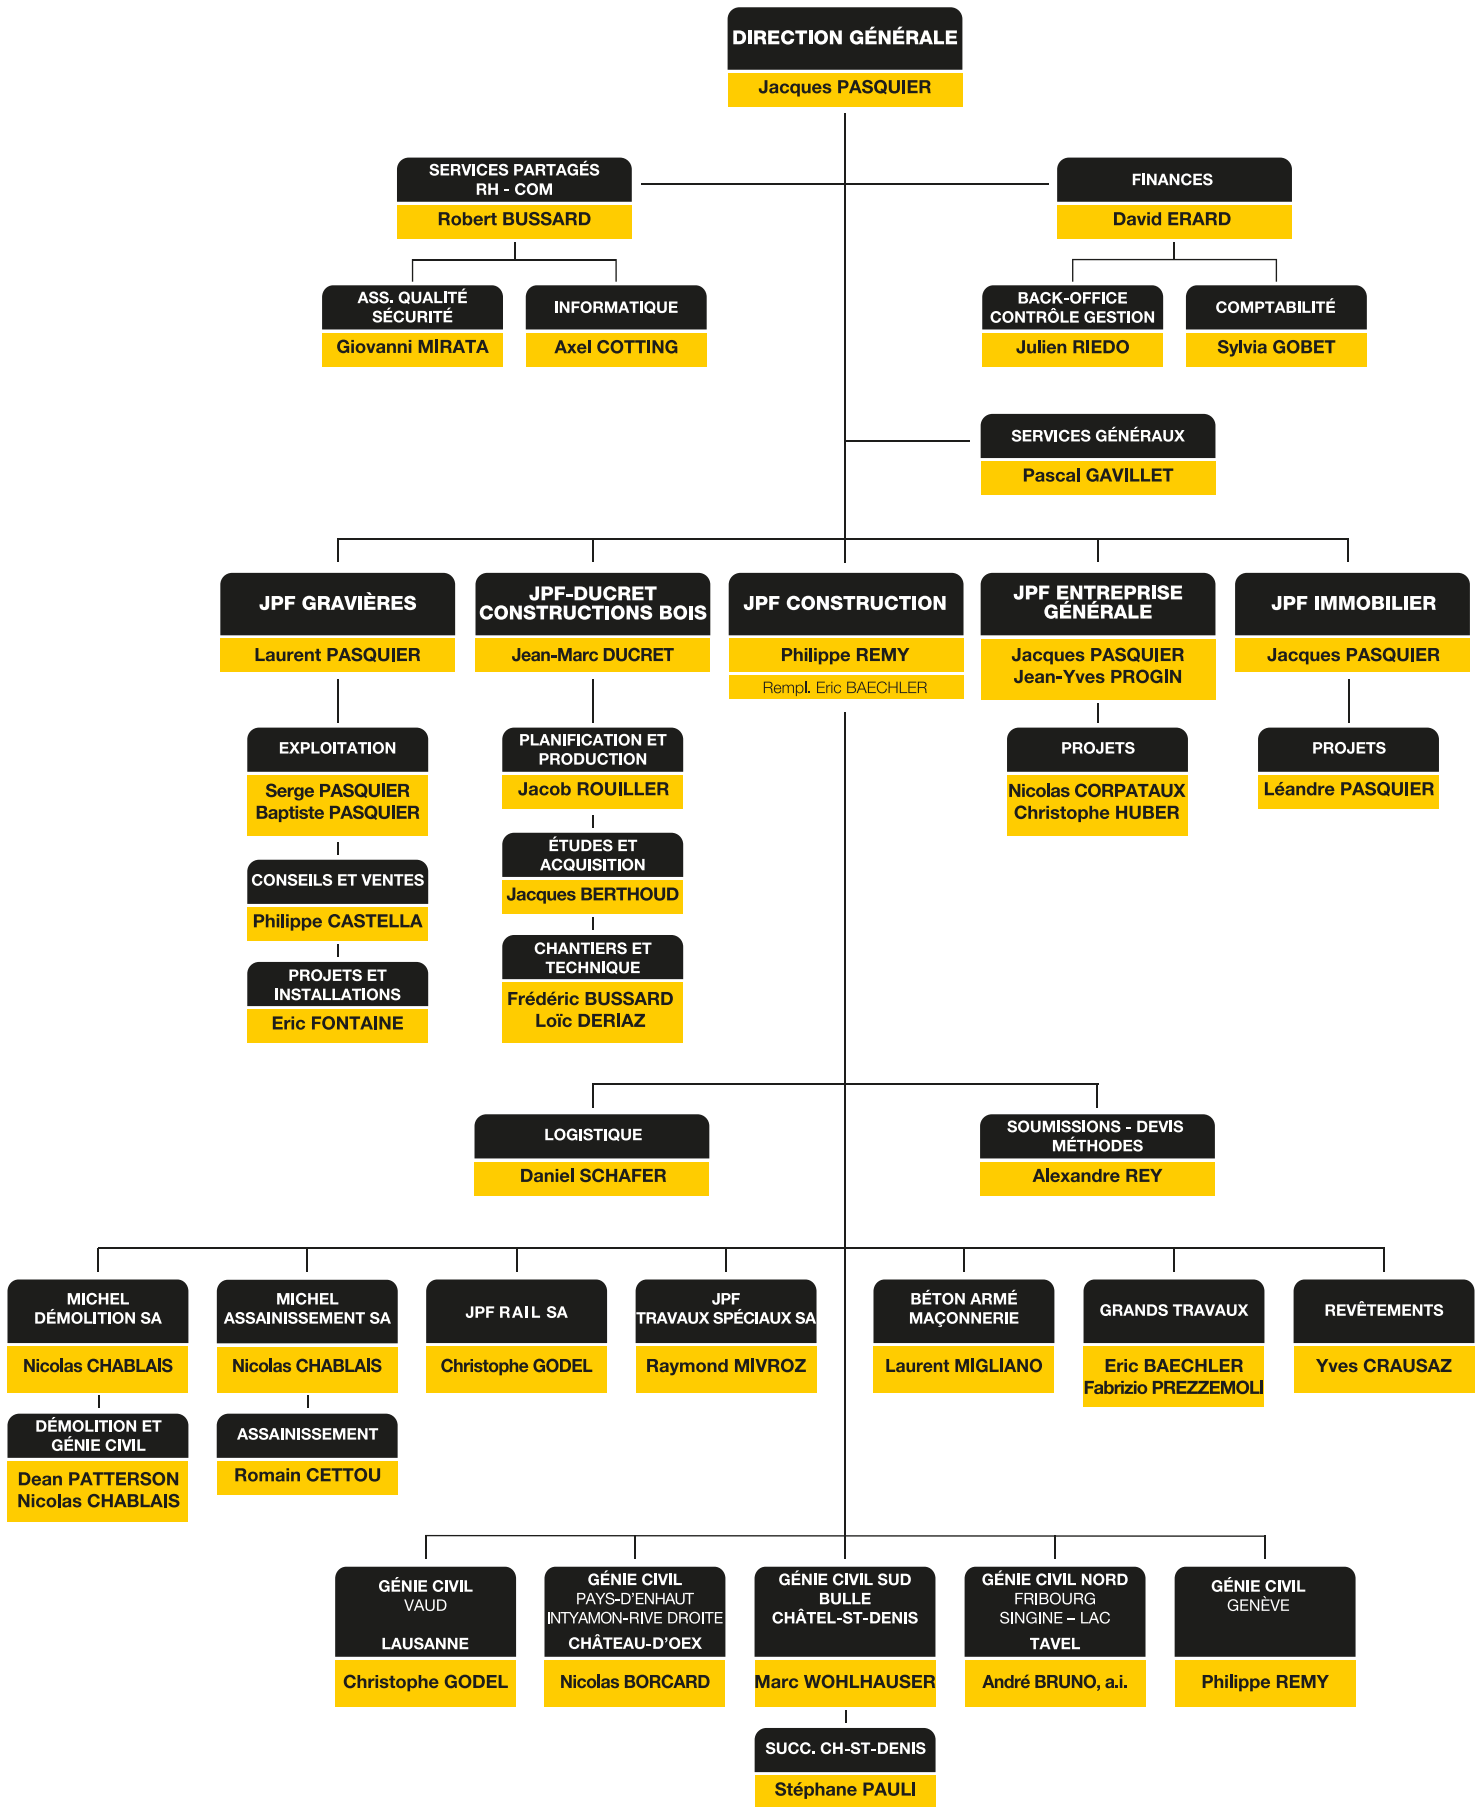 DIRECTION GÉNÉRALE
Jacques PASQUIER
SERVICES PARTAGÉS
RH - COM
Robert BUSSARD
FINANCES
David ERARD
ASS. QUALITÉ
SÉCURITÉ
Giovanni MIRATA
INFORMATIQUE
Axel COTTING
BACK-OFFICE
CONTRÔLE GESTION
Julien RIEDO
COMPTABILITÉ
Sylvia GOBET
SERVICES GÉNÉRAUX
Pascal GAVILLET
JPF GRAVIÈRES
Laurent PASQUIER
JPF-DUCRET
CONSTRUCTIONS BOIS
Jean-Marc DUCRET
JPF CONSTRUCTION
Philippe REMY
Rempl. Eric BAECHLER
JPF ENTREPRISE
GÉNÉRALE
Jacques PASQUIER
Jean-Yves PROGIN
JPF IMMOBILIER
Jacques PASQUIER
EXPLOITATION
Serge PASQUIER
Baptiste PASQUIER
CONSEILS ET VENTES
Philippe CASTELLA
PROJETS ET
INSTALLATIONS
Eric FONTAINE
PLANIFICATION ET
PRODUCTION
Jacob ROUILLER
ÉTUDES ET
ACQUISITION
Jacques BERTHOUD
CHANTIERS ET
TECHNIQUE
Frédéric BUSSARD
Loïc DERIAZ
PROJETS
Nicolas CORPATAUX
Christophe HUBER
PROJETS
Léandre PASQUIER
LOGISTIQUE
Daniel SCHAFER
SOUMISSIONS - DEVIS
MÉTHODES
Alexandre REY
MICHEL
DÉMOLITION SA
Nicolas CHABLAIS
MICHEL
ASSAINISSEMENT SA
Nicolas CHABLAIS
JPF RAIL SA
Christophe GODEL
JPF
TRAVAUX SPÉCIAUX SA
Raymond MIVROZ
BÉTON ARMÉ
MAÇONNERIE
Laurent MIGLIANO
GRANDS TRAVAUX
Eric BAECHLER
Fabrizio PREZZEMOLI
REVÊTEMENTS
Yves CRAUSAZ
DÉMOLITION ET
GÉNIE CIVIL
Dean PATTERSON
Nicolas CHABLAIS
ASSAINISSEMENT
Romain CETTOU
GÉNIE CIVIL
VAUD
LAUSANNE
Christophe GODEL
GÉNIE CIVIL
PAYS-D'ENHAUT
INTYAMON-RIVE DROITE
CHÂTEAU-D'OEX
Nicolas BORCARD
GÉNIE CIVIL SUD
BULLE
CHÂTEL-ST-DENIS
Marc WOHLHAUSER
GÉNIE CIVIL NORD
FRIBOURG
SINGINE – LAC
TAVEL
André BRUNO, a.i.
GÉNIE CIVIL
GENÈVE
Philippe REMY
SUCC. CH-ST-DENIS
Stéphane PAULI